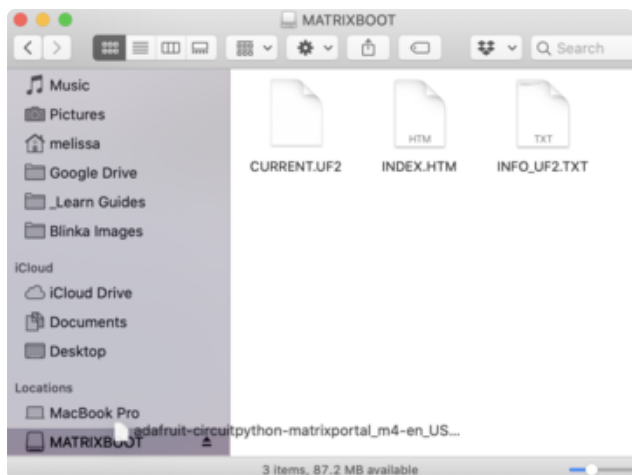 MATRIXBOOT
Search
Music
Pictures
melissa
Google Drive
_Learn Guides
Blinka Images
iCloud
iCloud Drive
Documents
Desktop
Locations
MacBook Pro
MATRIXBOOT
HTM
TXT
CURRENT.UF2
INDEX.HTM
INFO_UF2.TXT
adafruit-circuitpython-matrixportal_m4-en_US...
3 items, 87.2 MB available